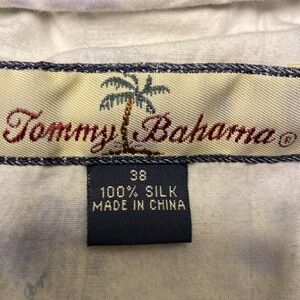 Tommy Bahama®
38
100% SILK
MADE IN CHINA